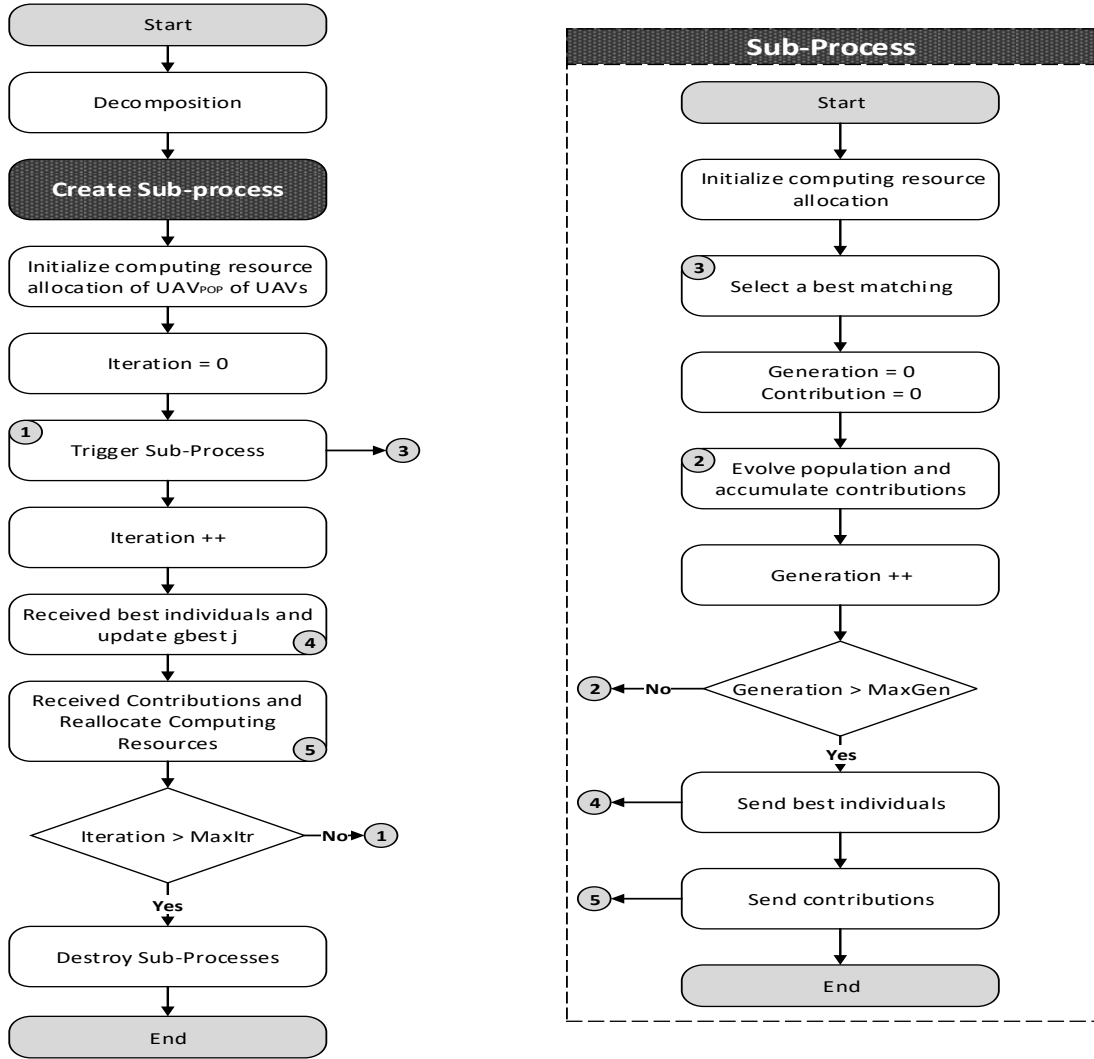 Start
Decomposition
Create Sub-process
Initialize computing resource
allocation of UAVPOP of UAVs
Iteration = 0
1
Trigger Sub-Process
3
Iteration ++
Received best individuals and
update gbest j
4
Received Contributions and
Reallocate Computing
Resources
5
Iteration > MaxItr
No
1
Yes
Destroy Sub-Processes
End
Sub-Process
Start
Initialize computing resource
allocation
3
Select a best matching
Generation = 0
Contribution = 0
2
Evolve population and
accumulate contributions
Generation ++
Generation > MaxGen
No
2
Yes
Send best individuals
4
Send contributions
5
End